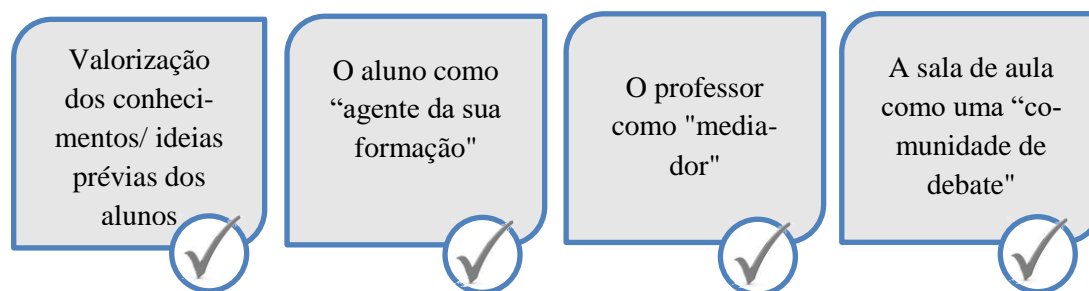 Valorização
dos conheci-
mentos/ ideias
prévias dos
alunos
O aluno como
“agente da sua
formação"
O professor
como "media-
dor"
A sala de aula
como uma “co-
munidade de
debate"